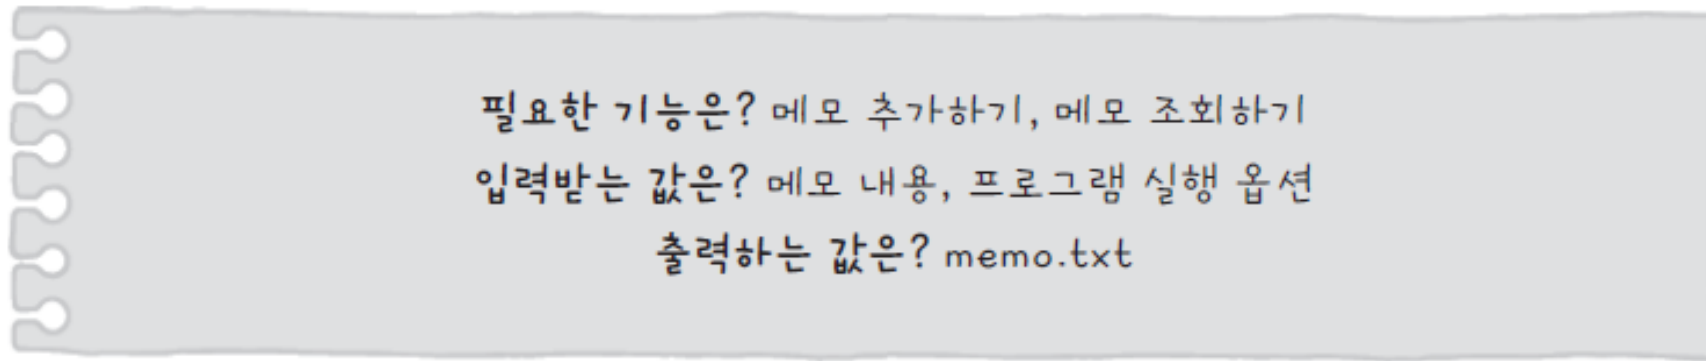 필요한 기능은? 메모 추가하기, 메모 조회하기
입력받는 값은? 메모 내용, 프로그램 실행 옵션
출력하는 값은? memo.txt